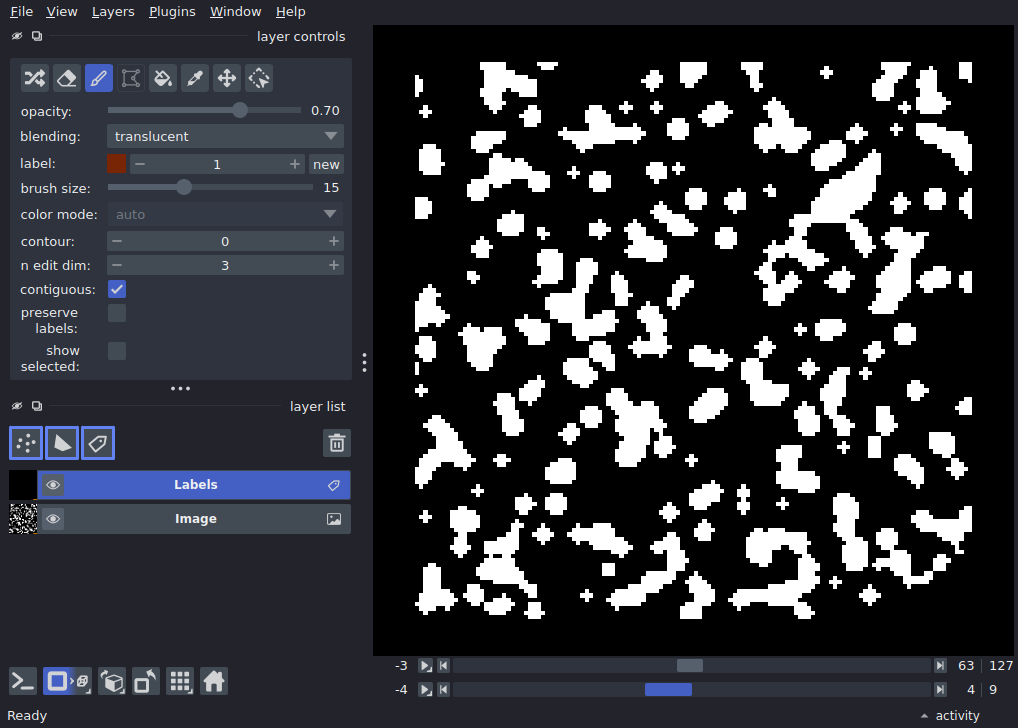 File View Layers Plugins Window Help
layer controls
opacity: 0.70
blending: translucent
label: 1 new
brush size: 15
color mode: auto
contour: 0
n edit dim: 3
contiguous:
preserve
labels:
show
selected:
layer list
Labels
Image
-3 63 127
-4 4 9
Ready activity